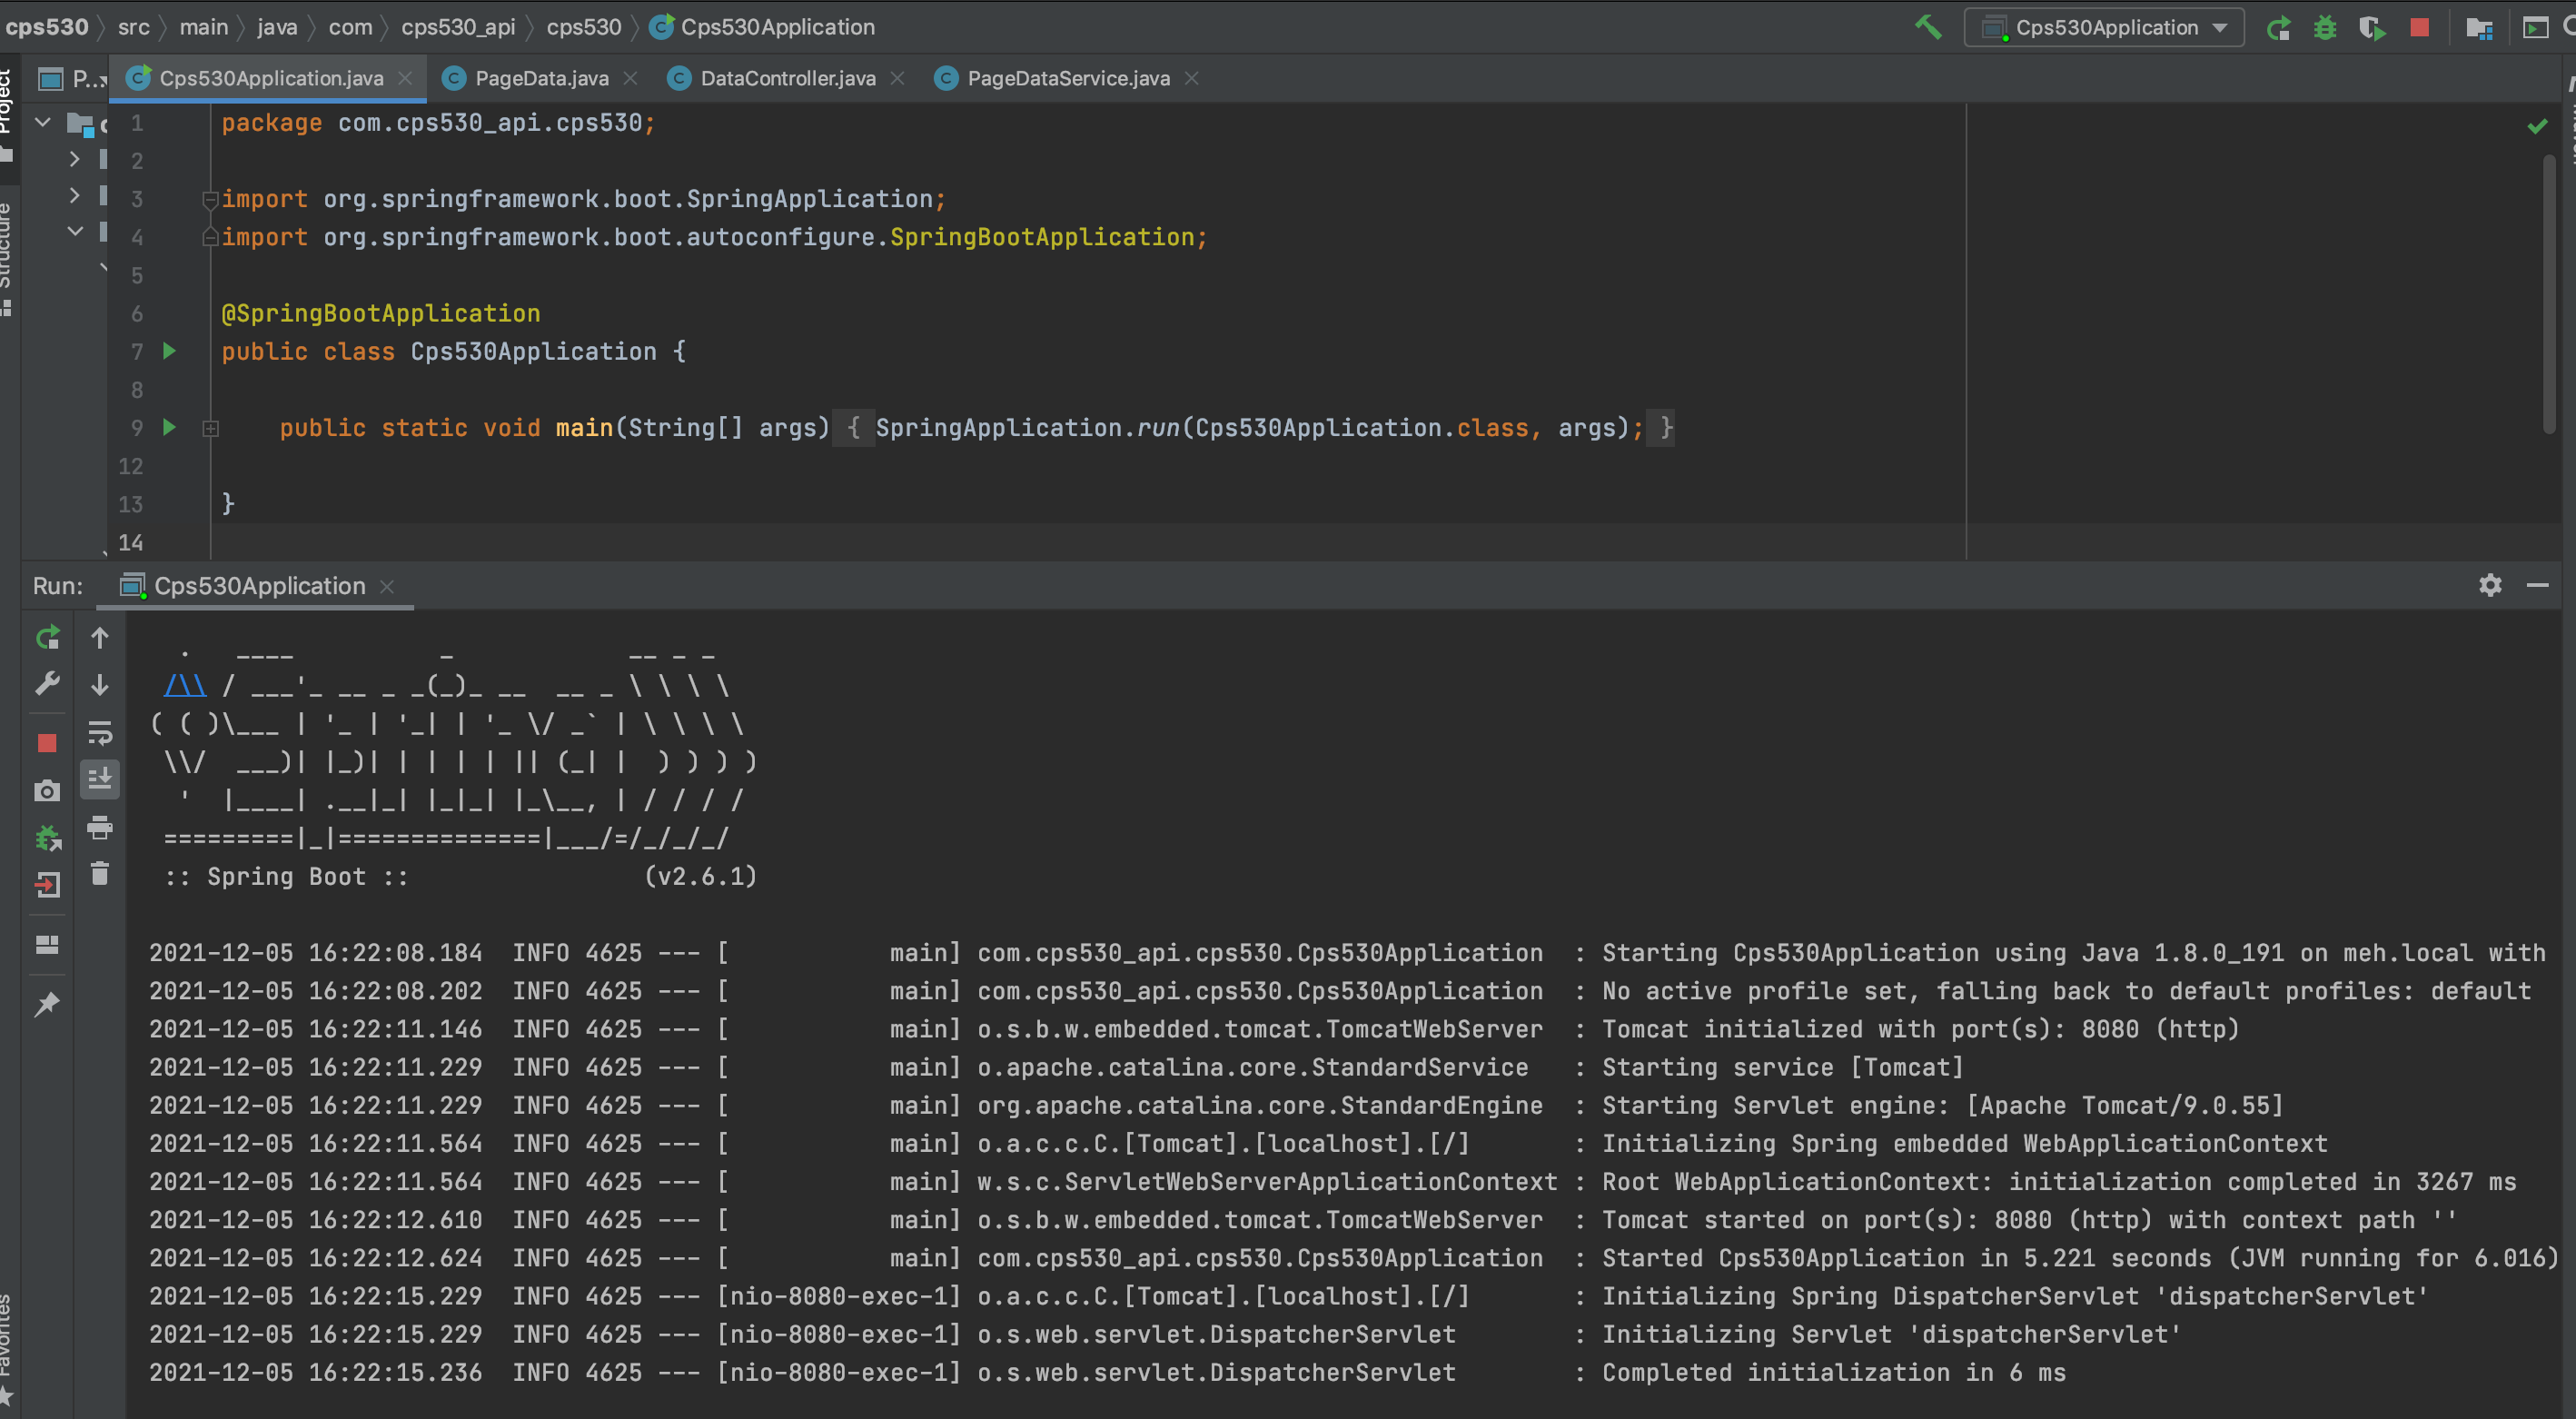 cps530 src main java com cps530_api cps530 Cps530Application Cps530Application
Project
P... Cps530Application.java PageData.java DataController.java PageDataService.java
1 package com.cps530_api.cps530;
2
3 import org.springframework.boot.SpringApplication;
4 import org.springframework.boot.autoconfigure.SpringBootApplication;
5
6 @SpringBootApplication
7 public class Cps530Application {
8
9     public static void main(String[] args) { SpringApplication.run(Cps530Application.class, args); }
12
13 }
14
Structure
Run: Cps530Application
  .   ____          _            __ _ _
 /\\ / ___'_ __ _ _(_)_ __  __ _ \ \ \ \
( ( )\___ | '_ | '_| | '_ \/ _` | \ \ \ \
 \\/  ___)| |_)| | | | | || (_| |  ) ) ) )
  '  |____| .__|_| |_|_| |_\__, | / / / /
 =========|_|==============|___/=/_/_/_/
 :: Spring Boot ::                (v2.6.1)
2021-12-05 16:22:08.184  INFO 4625 --- [           main] com.cps530_api.cps530.Cps530Application  : Starting Cps530Application using Java 1.8.0_191 on meh.local with
2021-12-05 16:22:08.202  INFO 4625 --- [           main] com.cps530_api.cps530.Cps530Application  : No active profile set, falling back to default profiles: default
2021-12-05 16:22:11.146  INFO 4625 --- [           main] o.s.b.w.embedded.tomcat.TomcatWebServer  : Tomcat initialized with port(s): 8080 (http)
2021-12-05 16:22:11.229  INFO 4625 --- [           main] o.apache.catalina.core.StandardService   : Starting service [Tomcat]
2021-12-05 16:22:11.229  INFO 4625 --- [           main] org.apache.catalina.core.StandardEngine  : Starting Servlet engine: [Apache Tomcat/9.0.55]
2021-12-05 16:22:11.564  INFO 4625 --- [           main] o.a.c.c.C.[Tomcat].[localhost].[/]       : Initializing Spring embedded WebApplicationContext
2021-12-05 16:22:11.564  INFO 4625 --- [           main] w.s.c.ServletWebServerApplicationContext : Root WebApplicationContext: initialization completed in 3267 ms
2021-12-05 16:22:12.610  INFO 4625 --- [           main] o.s.b.w.embedded.tomcat.TomcatWebServer  : Tomcat started on port(s): 8080 (http) with context path ''
2021-12-05 16:22:12.624  INFO 4625 --- [           main] com.cps530_api.cps530.Cps530Application  : Started Cps530Application in 5.221 seconds (JVM running for 6.016)
2021-12-05 16:22:15.229  INFO 4625 --- [nio-8080-exec-1] o.a.c.c.C.[Tomcat].[localhost].[/]       : Initializing Spring DispatcherServlet 'dispatcherServlet'
2021-12-05 16:22:15.229  INFO 4625 --- [nio-8080-exec-1] o.s.web.servlet.DispatcherServlet        : Initializing Servlet 'dispatcherServlet'
2021-12-05 16:22:15.236  INFO 4625 --- [nio-8080-exec-1] o.s.web.servlet.DispatcherServlet        : Completed initialization in 6 ms
Favorites